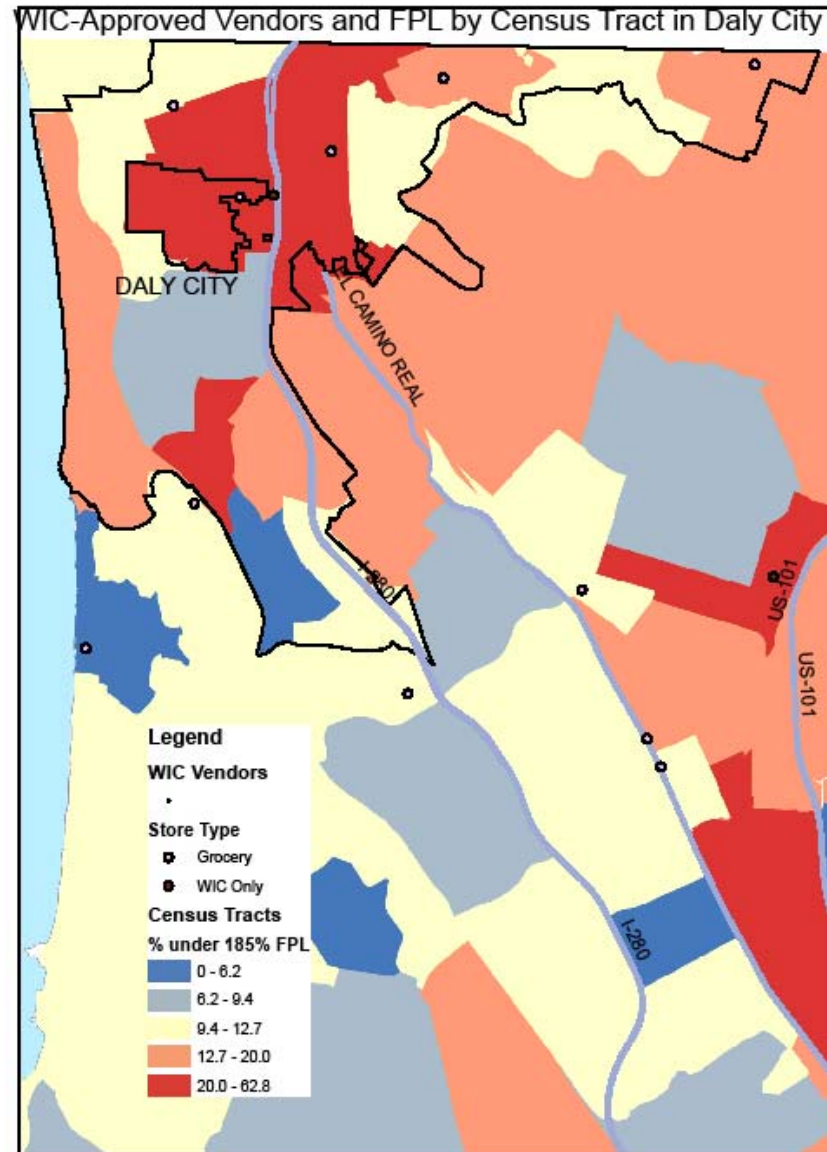 WIC-Approved Vendors and FPL by Census Tract in Daly City
DALY CITY
EL CAMINO REAL
I-280
US-101
US-101
Legend
WIC Vendors
Store Type
Grocery
WIC Only
Census Tracts
% under 185% FPL
0 - 6.2
6.2 - 9.4
9.4 - 12.7
12.7 - 20.0
20.0 - 62.8
I-280